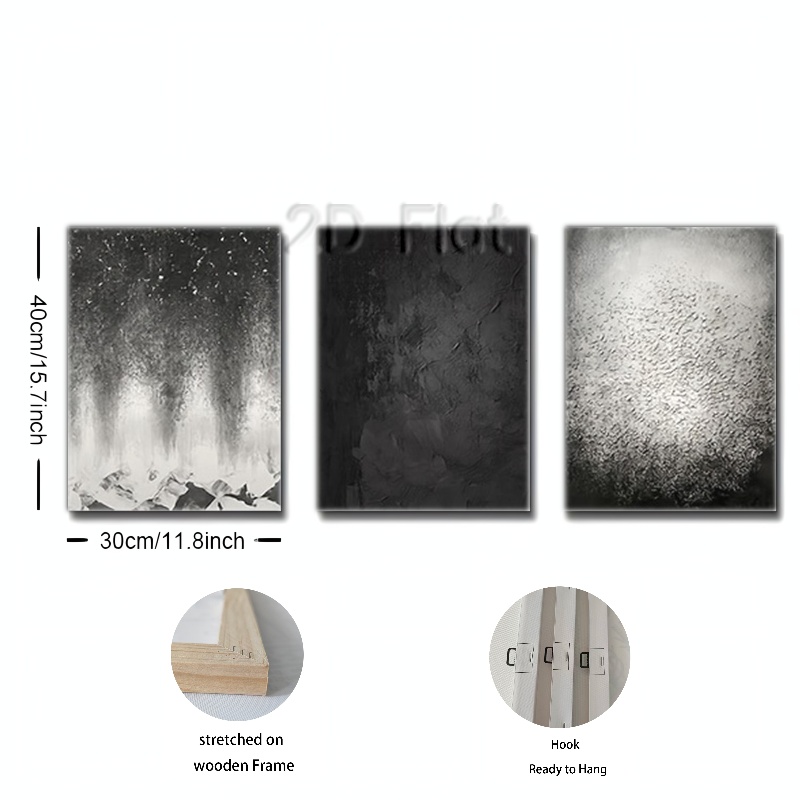 2D Flat
40cm/15.7inch
30cm/11.8inch
stretched on
wooden Frame
Hook
Ready to Hang